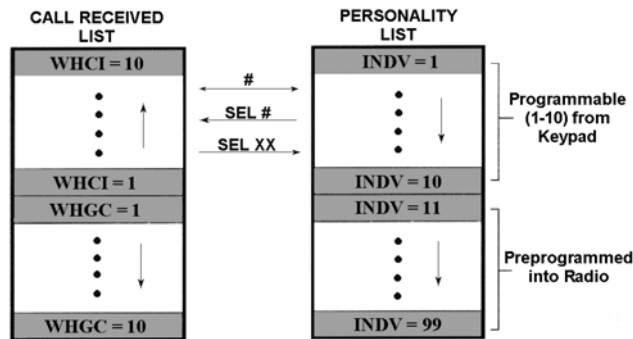 CALL RECEIVED
LIST
WHCI = 10
WHCI = 1
WHGC = 1
WHGC = 10
#
SEL #
SEL XX
PERSONALITY
LIST
INDV = 1
INDV = 10
INDV = 11
INDV = 99
Programmable
(1-10) from
Keypad
Preprogrammed
into Radio